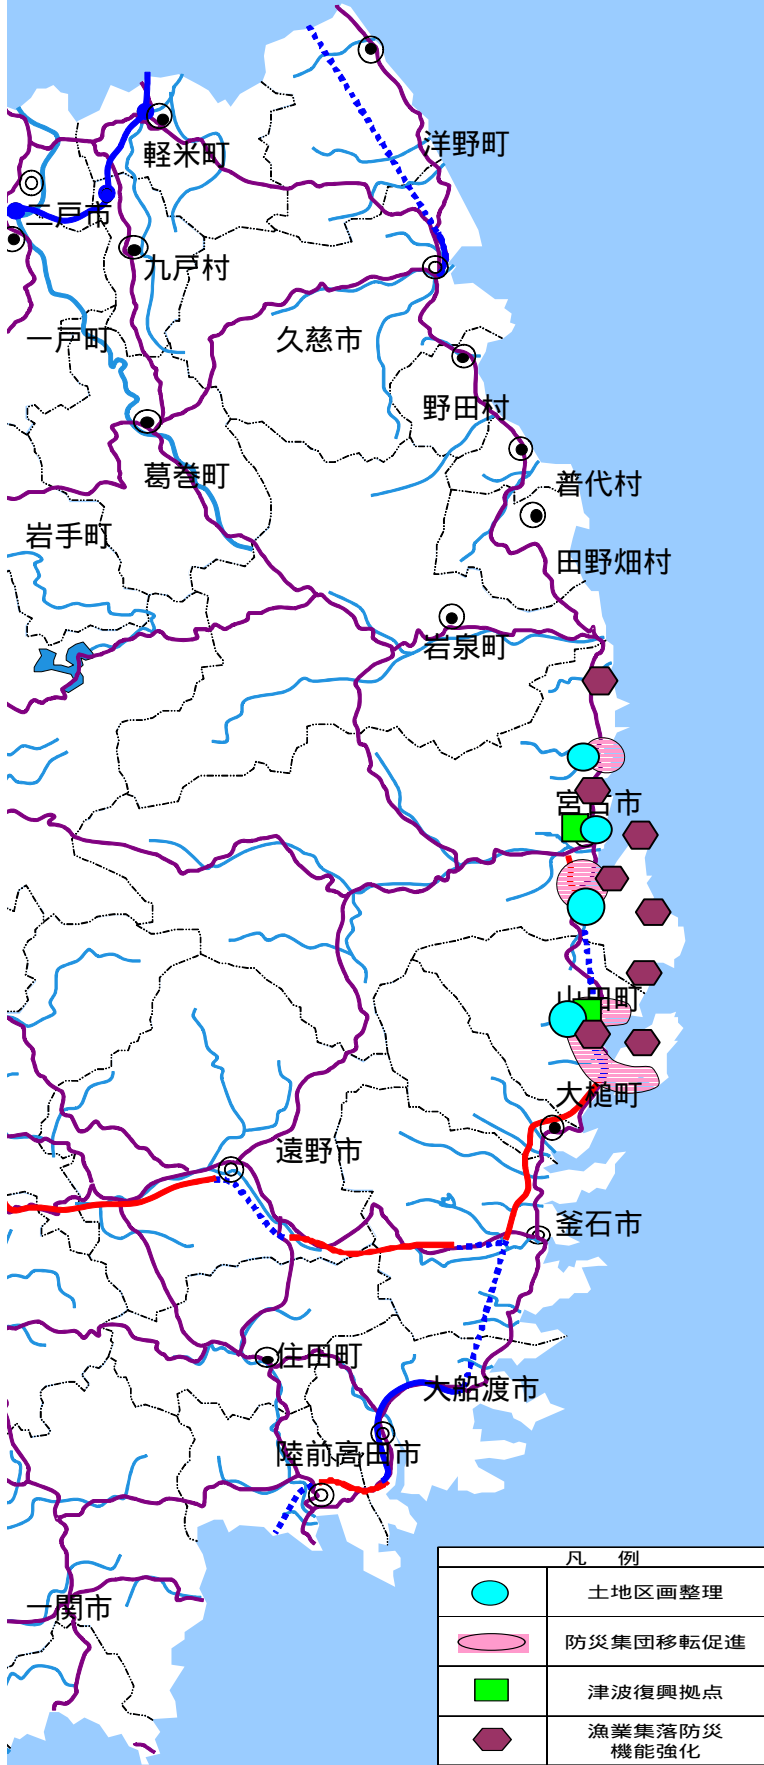 洋野町
軽米町
二戸市
九戸村
一戸町
久慈市
野田村
葛巻町
普代村
岩手町
田野畑村
岩泉町
宮古市
山田町
大槌町
遠野市
釜石市
住田町
大船渡市
陸前高田市
一関市
凡 例
土地区画整理
防災集団移転促進
津波復興拠点
漁業集落防災
機能強化